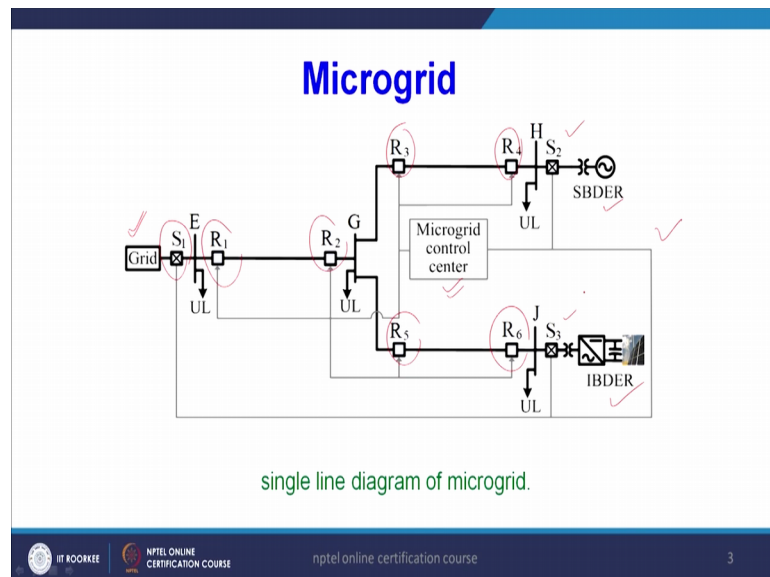 Microgrid
H
R3
R4
S2
SBDER
UL
E
G
Grid
S1
R1
R2
Microgrid
control
center
UL
UL
J
R5
R6
S3
IBDER
UL
single line diagram of microgrid.
IIT ROORKEE
NPTEL ONLINE
CERTIFICATION COURSE
nptel online certification course
3